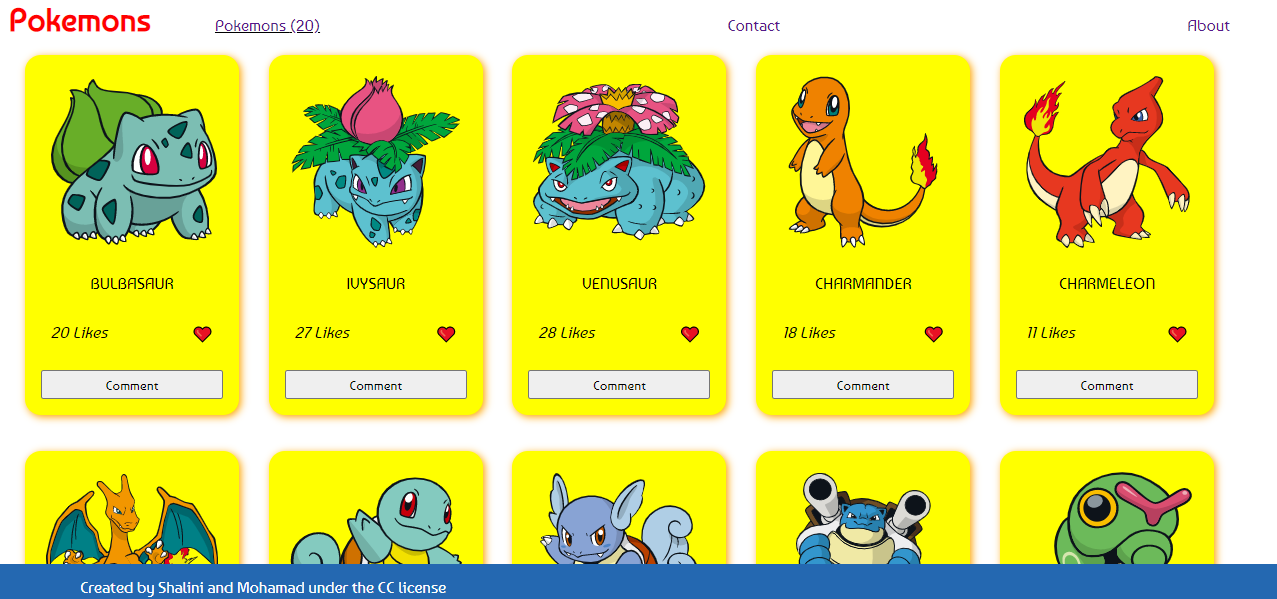 Pokemons
Pokemons (20) Contact About
BULBASAUR IVYSAUR VENUSAUR CHARMANDER CHARMELEON
20 Likes 27 Likes 28 Likes 18 Likes 11 Likes
Comment Comment Comment Comment Comment
Created by Shalini and Mohamad under the CC license